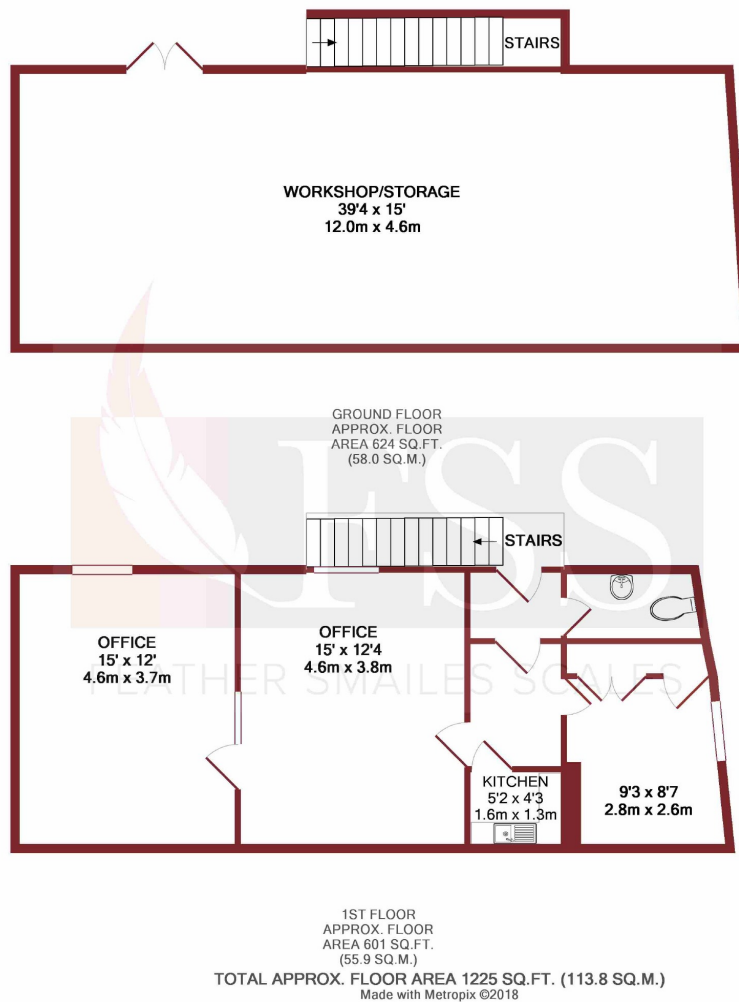 STAIRS
WORKSHOP/STORAGE
39'4 x 15'
12.0m x 4.6m
GROUND FLOOR
APPROX. FLOOR
AREA 624 SQ.FT.
(58.0 SQ.M.)
FSS
FEATHER SMAILES SCALES
STAIRS
OFFICE
15' x 12'
4.6m x 3.7m
OFFICE
15' x 12'4
4.6m x 3.8m
KITCHEN
5'2 x 4'3
1.6m x 1.3m
9'3 x 8'7
2.8m x 2.6m
1ST FLOOR
APPROX. FLOOR
AREA 601 SQ.FT.
(55.9 SQ.M.)
TOTAL APPROX. FLOOR AREA 1225 SQ.FT. (113.8 SQ.M.)
Made with Metropix ©2018